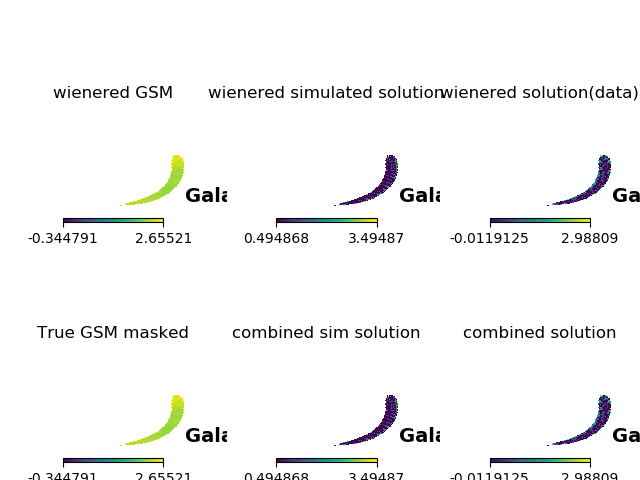 wienered GSM wienered simulated solution wienered solution(data)
Gala Gala Ga
-0.344791 2.65521 0.494868 3.49487 -0.0119125 2.98809
True GSM masked combined sim solution combined solution
Gala Gala Ga
-0.344791 2.65521 0.494868 3.49487 -0.0119125 2.98809